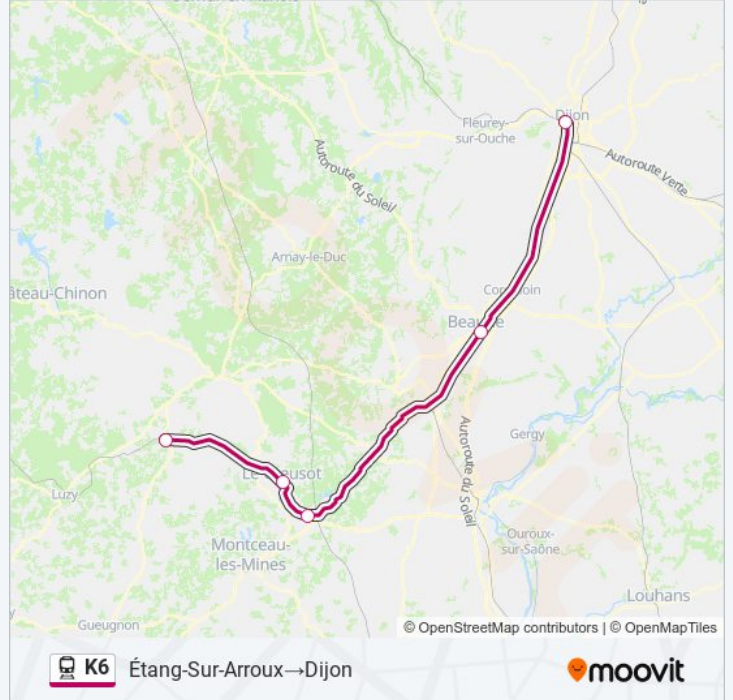 Dijon
Fleurey-
sur-Ouche
Autoroute du Soleil
Autoroute Verte
Arnay-le-Duc
âteau-Chinon
Beaune
Autoroute du Soleil
Gergy
Luzy
Montceau-
les-Mines
Ouroux-
sur-Saône
Louhans
Gueugnon
© OpenStreetMap contributors | © OpenMapTiles
K6 Étang-Sur-Arroux→Dijon
moovit